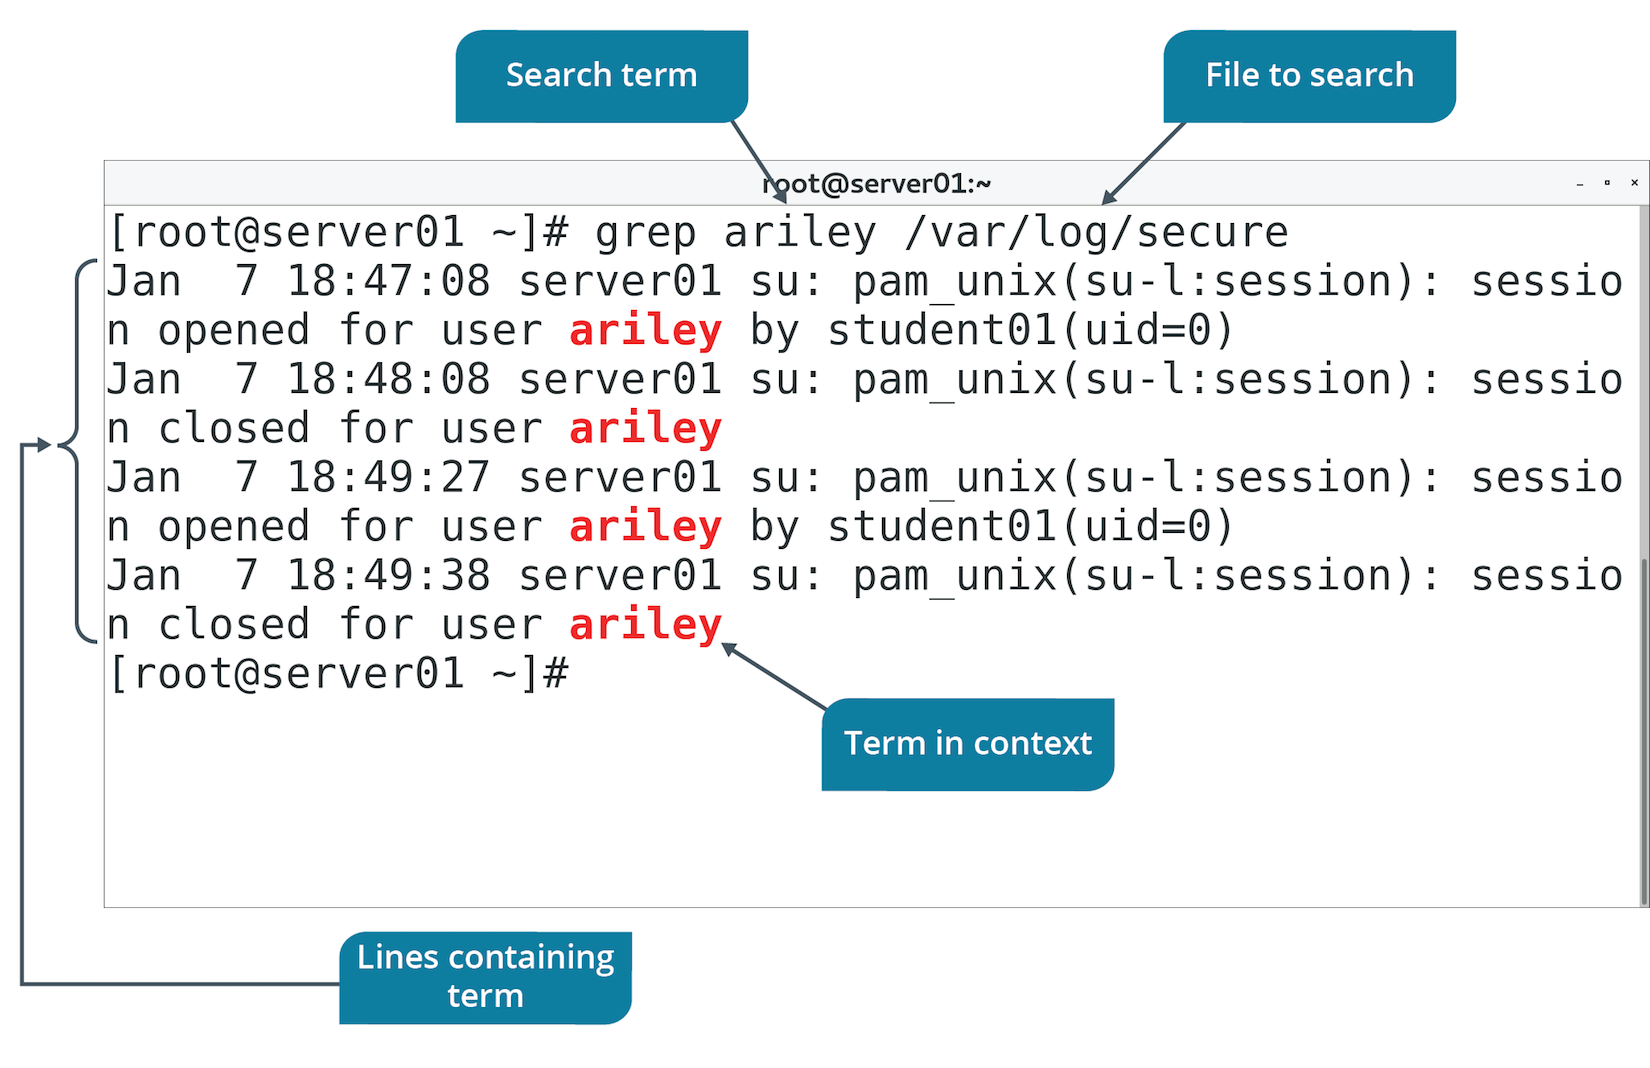 Search term
File to search
root@server01:~
[root@server01 ~]# grep ariley /var/log/secure
Jan  7 18:47:08 server01 su: pam_unix(su-l:session): sessio
n opened for user ariley by student01(uid=0)
Jan  7 18:48:08 server01 su: pam_unix(su-l:session): sessio
n closed for user ariley
Jan  7 18:49:27 server01 su: pam_unix(su-l:session): sessio
n opened for user ariley by student01(uid=0)
Jan  7 18:49:38 server01 su: pam_unix(su-l:session): sessio
n closed for user ariley
[root@server01 ~]#
Term in context
Lines containing
term